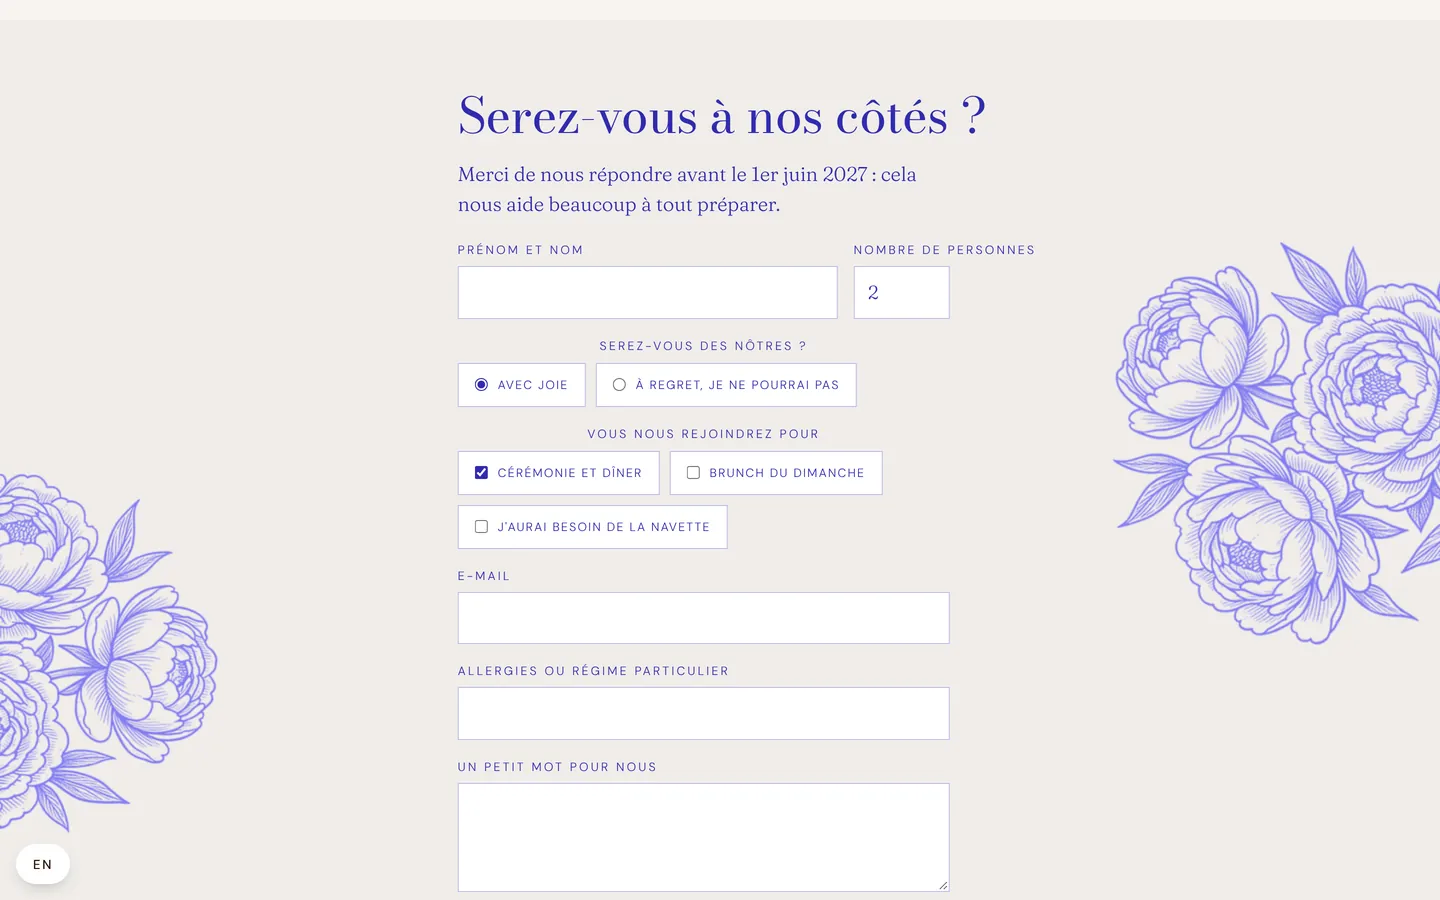 Serez-vous à nos côtés ?
Merci de nous répondre avant le 1er juin 2027 : cela
nous aide beaucoup à tout préparer.
PRÉNOM ET NOM
NOMBRE DE PERSONNES
2
SEREZ-VOUS DES NÔTRES ?
AVEC JOIE
À REGRET, JE NE POURRAI PAS
VOUS NOUS REJOINDREZ POUR
CÉRÉMONIE ET DÎNER
BRUNCH DU DIMANCHE
J'AURAI BESOIN DE LA NAVETTE
E-MAIL
ALLERGIES OU RÉGIME PARTICULIER
UN PETIT MOT POUR NOUS
EN